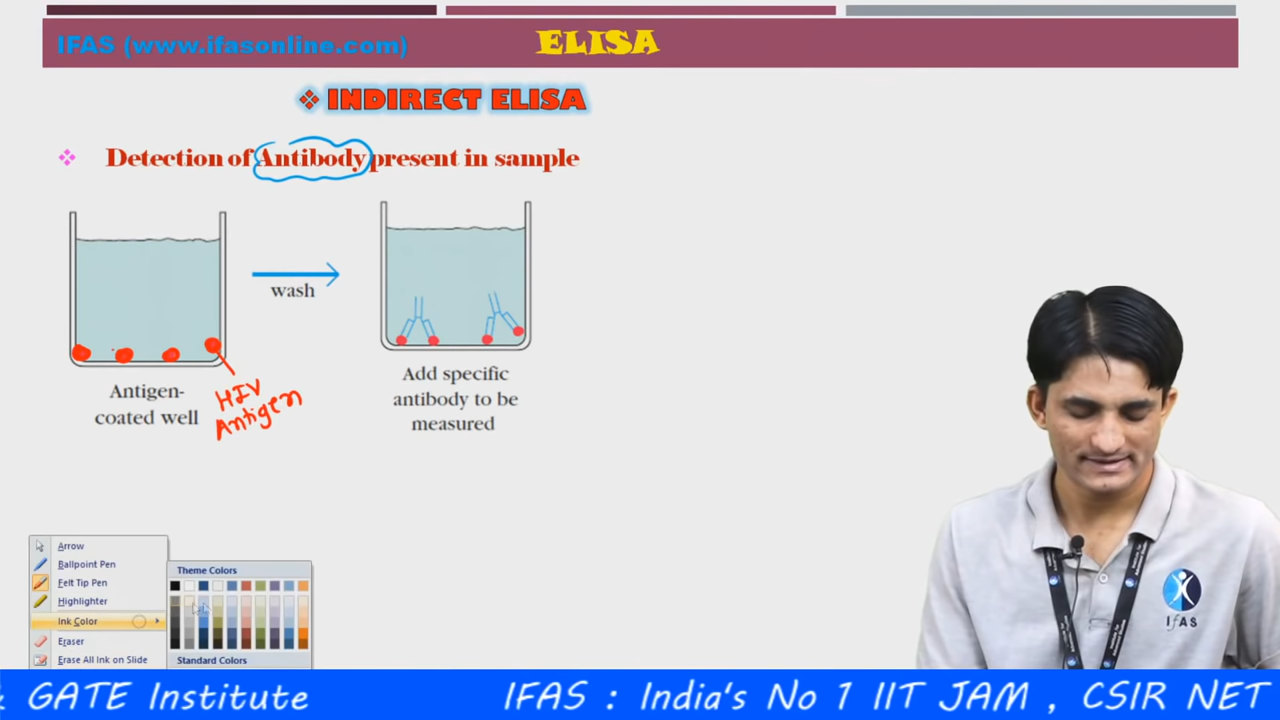 IFAS (www.ifasonline.com)
ELISA
INDIRECT ELISA
Detection of Antibody present in sample
wash
HIV
Antigen
Antigen-
coated well
Add specific
antibody to be
measured
Arrow
Ballpoint Pen
Felt Tip Pen
Highlighter
Ink Color
Eraser
Erase All Ink on Slide
Theme Colors
Standard Colors
IFAS
& GATE Institute IFAS : India's No 1 IIT JAM , CSIR NET